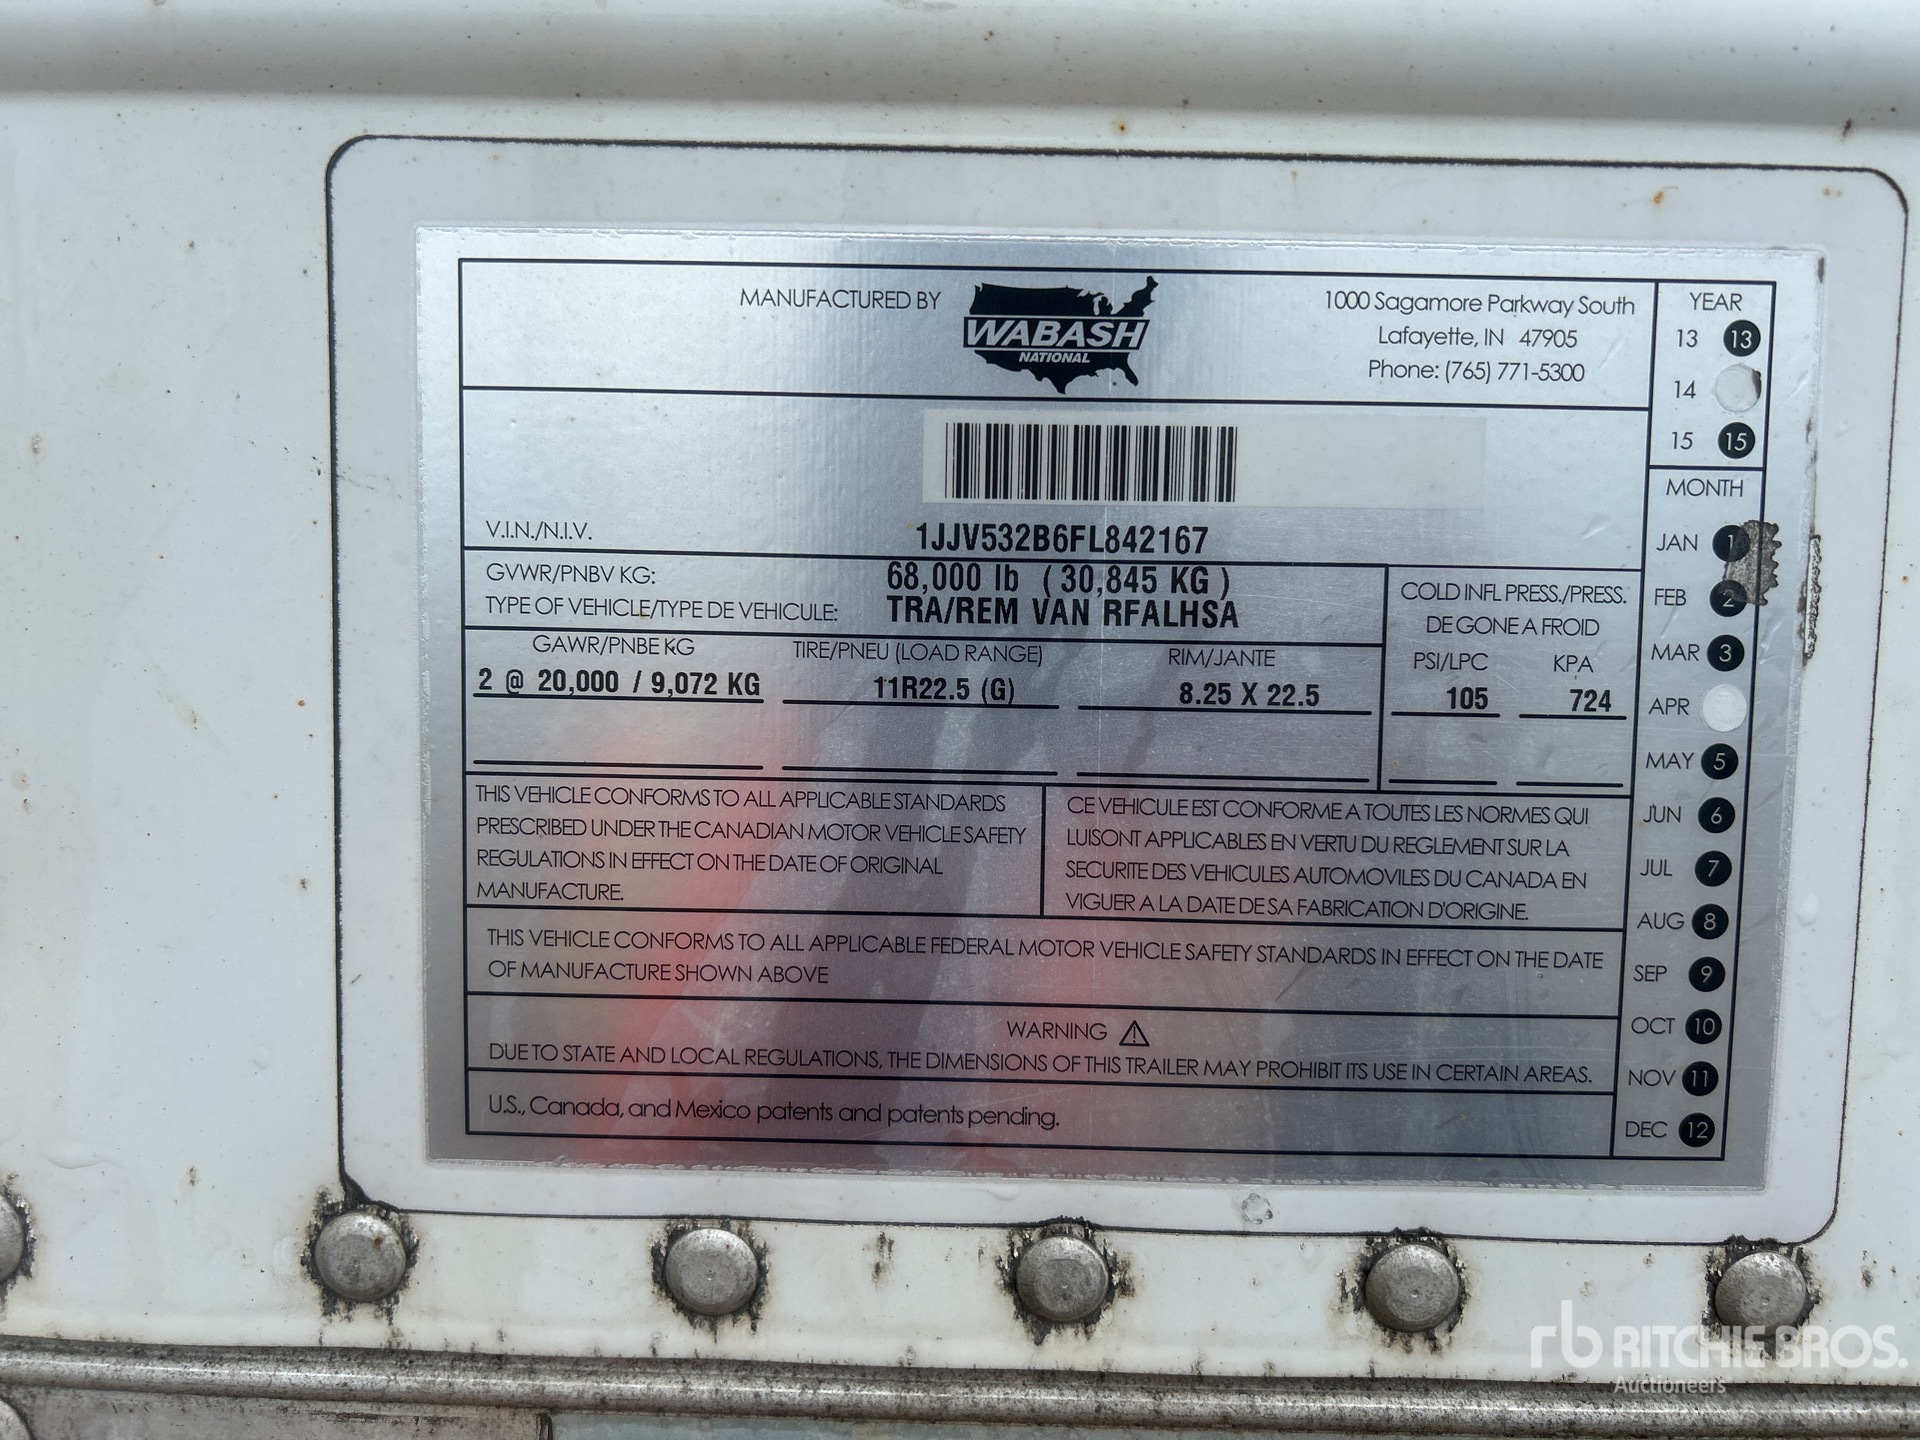 MANUFACTURED BY
WABASH
NATIONAL
1000 Sagamore Parkway South
Lafayette, IN 47905
Phone: (765) 771-5300
YEAR
13 13
14
15 15
V.I.N./N.I.V. 1JJV532B6FL842167
GVWR/PNBV KG: 68,000 lb ( 30,845 KG )
TYPE OF VEHICLE/TYPE DE VEHICULE: TRA/REM VAN RFALHSA
COLD INFL PRESS./PRESS.
DE GONE A FROID
GAWR/PNBE KG TIRE/PNEU (LOAD RANGE) RIM/JANTE PSI/LPC KPA
2 @ 20,000 / 9,072 KG 11R22.5 (G) 8.25 X 22.5 105 724
THIS VEHICLE CONFORMS TO ALL APPLICABLE STANDARDS
PRESCRIBED UNDER THE CANADIAN MOTOR VEHICLE SAFETY
REGULATIONS IN EFFECT ON THE DATE OF ORIGINAL
MANUFACTURE.
CE VEHICULE EST CONFORME A TOUTES LES NORMES QUI
LUISONT APPLICABLES EN VERTU DU REGLEMENT SUR LA
SECURITE DES VEHICULES AUTOMOVILES DU CANADA EN
VIGUER A LA DATE DE SA FABRICATION D'ORIGINE.
THIS VEHICLE CONFORMS TO ALL APPLICABLE FEDERAL MOTOR VEHICLE SAFETY STANDARDS IN EFFECT ON THE DATE
OF MANUFACTURE SHOWN ABOVE
WARNING
DUE TO STATE AND LOCAL REGULATIONS, THE DIMENSIONS OF THIS TRAILER MAY PROHIBIT ITS USE IN CERTAIN AREAS.
U.S., Canada, and Mexico patents and patents pending.
MONTH
JAN 1
FEB 2
MAR 3
APR
MAY 5
JUN 6
JUL 7
AUG 8
SEP 9
OCT 10
NOV 11
DEC 12
rb RITCHIE BROS.
Auctioneers